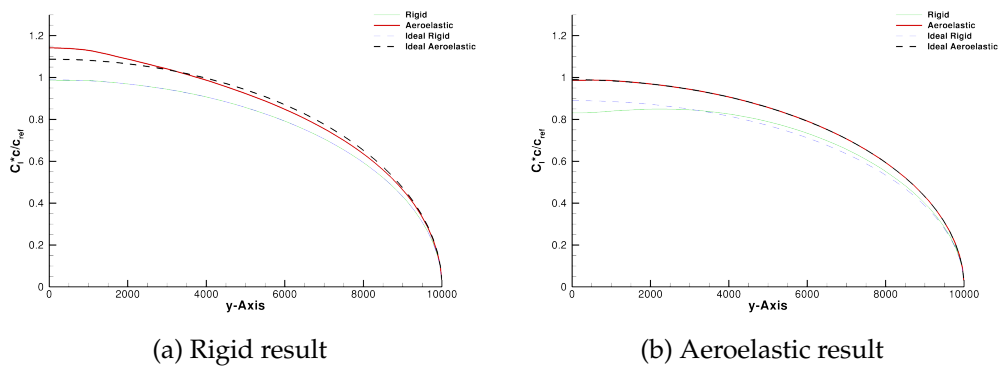 Rigid
Aeroelastic
Ideal Rigid
Ideal Aeroelastic
1.2
1
0.8
0.6
0.4
0.2
0
C_l*c/c_ref
0 2000 4000 6000 8000 10000
y-Axis
(a) Rigid result
Rigid
Aeroelastic
Ideal Rigid
Ideal Aeroelastic
1.2
1
0.8
0.6
0.4
0.2
0
C_l*c/c_ref
0 2000 4000 6000 8000 10000
y-Axis
(b) Aeroelastic result